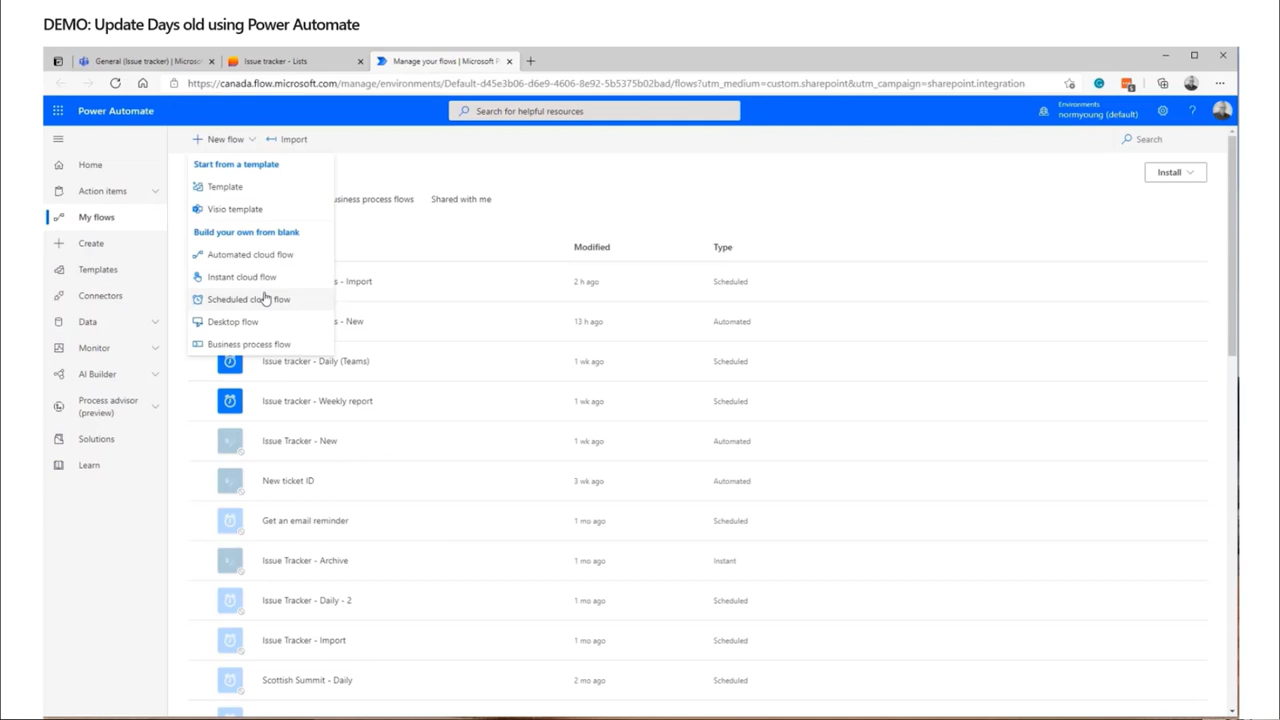 DEMO: Update Days old using Power Automate
General (Issue tracker) | Microsof
Issue tracker - Lists
Manage your flows | Microsoft P
https://canada.flow.microsoft.com/manage/environments/Default-d45e3b06-d6e9-4606-8e92-5b5375b02bad/flows?utm_medium=custom.sharepoint&utm_campaign=sharepoint.integration
Power Automate
Search for helpful resources
Environments
normyoung (default)
New flow
Import
Search
Home
Action items
My flows
Create
Templates
Connectors
Data
Monitor
AI Builder
Process advisor
(preview)
Solutions
Learn
Start from a template
Template
Visio template
Build your own from blank
Automated cloud flow
Instant cloud flow
Scheduled cloud flow
Desktop flow
Business process flow
Install
usiness process flows
Shared with me
Modified
Type
s - Import
2 h ago
Scheduled
s - New
13 h ago
Automated
Issue tracker - Daily (Teams)
1 wk ago
Scheduled
Issue tracker - Weekly report
1 wk ago
Scheduled
Issue Tracker - New
1 wk ago
Automated
New ticket ID
3 wk ago
Automated
Get an email reminder
1 mo ago
Scheduled
Issue Tracker - Archive
1 mo ago
Instant
Issue Tracker - Daily - 2
1 mo ago
Scheduled
Issue Tracker - Import
1 mo ago
Scheduled
Scottish Summit - Daily
2 mo ago
Scheduled